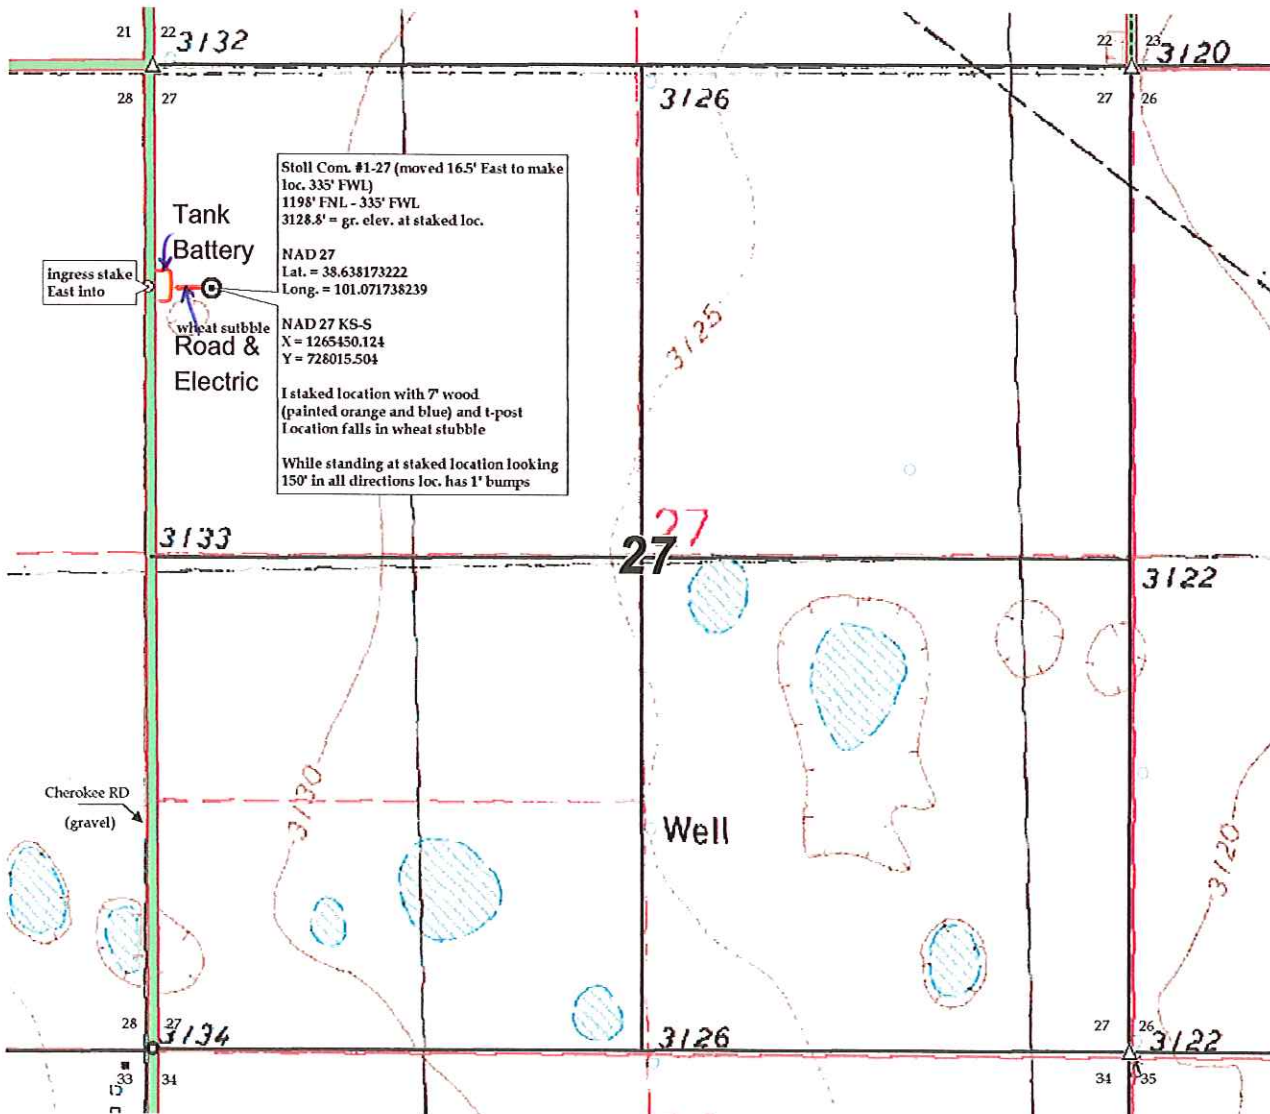 21 22
3132
22 23
3120
28 27
27 26
3126
Stoll Com. #1-27 (moved 16.5' East to make
loc. 335' FWL)
1198' FNL - 335' FWL
3128.8' = gr. elev. at staked loc.
NAD 27
Lat. = 38.638173222
Long. = 101.071738239
NAD 27 KS-S
X = 1265450.124
Y = 728015.504
I staked location with 7' wood
(painted orange and blue) and t-post
Location falls in wheat stubble
While standing at staked location looking
150' in all directions loc. has 1' bumps
Tank
Battery
ingress stake
East into
wheat sutbble
Road &
Electric
3125
3133
27
27
3122
3130
Cherokee RD
(gravel)
Well
3120
28 27
3134
3126
27 26
3122
33 34
34 35